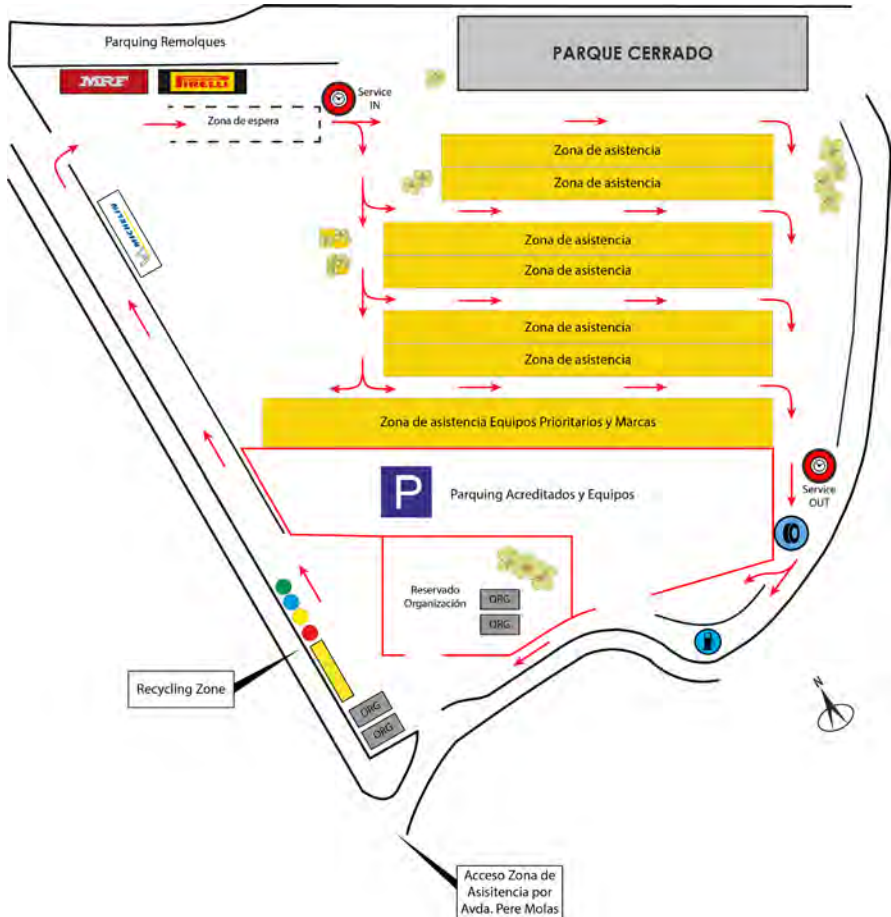 Parquing Remolques
PARQUE CERRADO
MRF
PIRELLI
Service
IN
Zona de espera
Zona de asistencia
Zona de asistencia
MICHELIN
Zona de asistencia
Zona de asistencia
Zona de asistencia
Zona de asistencia
Zona de asistencia Equipos Prioritarios y Marcas
P
Parquing Acreditados y Equipos
Service
OUT
Reservado
Organización
ORG
ORG
Recycling Zone
ORG
ORG
N
Acceso Zona de
Asisitencia por
Avda. Pere Molas